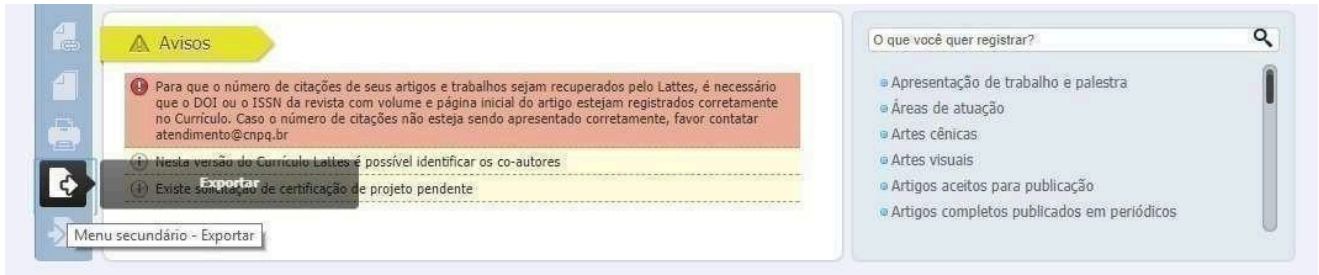 Avisos
Para que o número de citações de seus artigos e trabalhos sejam recuperados pelo Lattes, é necessário
que o DOI ou o ISSN da revista com volume e página inicial do artigo estejam registrados corretamente
no Currículo. Caso o número de citações não esteja sendo apresentado corretamente, favor contatar
atendimento@cnpq.br
Nesta versão do Currículo Lattes é possível identificar os co-autores
Existe solicitação de certificação de projeto pendente
Exportar
Menu secundário - Exportar
O que você quer registrar?
Apresentação de trabalho e palestra
Áreas de atuação
Artes cênicas
Artes visuais
Artigos aceitos para publicação
Artigos completos publicados em periódicos